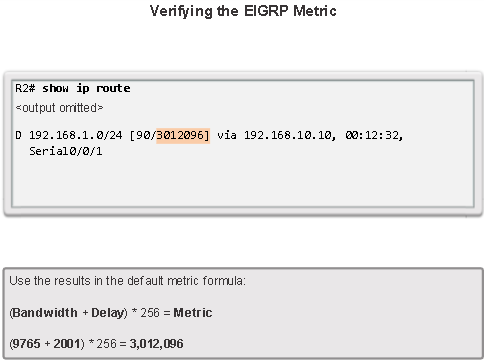 Verifying the EIGRP Metric
R2# show ip route
<output omitted>
D 192.168.1.0/24 [90/3012096] via 192.168.10.10, 00:12:32,
Serial0/0/1
Use the results in the default metric formula:
(Bandwidth + Delay) * 256 = Metric
(9765 + 2001) * 256 = 3,012,096